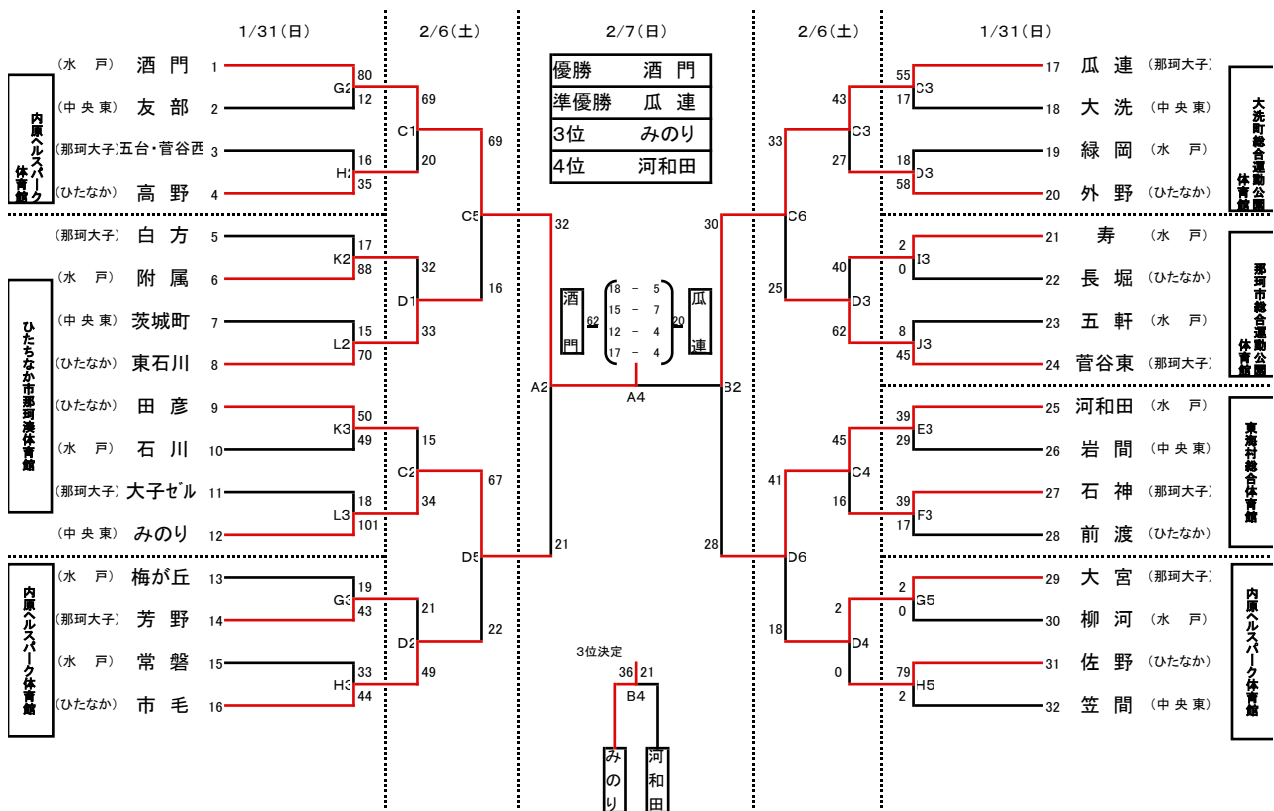 1/31(日) 2/6(土) 2/7(日) 2/6(土) 1/31(日)
優勝 酒門
準優勝 瓜連
3位 みのり
4位 河和田
内原ヘルスパーク体育館
(水 戸) 酒門 1
80
G2
(中央東) 友部 2
12
69
C1
(那珂大子) 五台・菅谷西 3
16
20
H2
(ひたなか) 高野 4
35
69
C5
ひたちなか市那珂湊体育館
(那珂大子) 白方 5
17
K2
(水 戸) 附属 6
88
32
D1
(中央東) 茨城町 7
15
33
L2
(ひたなか) 東石川 8
70
16
32
A2
(ひたなか) 田彦 9
50
K3
(水 戸) 石川 10
49
15
C2
(那珂大子) 大子ゼル 11
18
34
L3
(中央東) みのり 12
101
67
D5
21
内原ヘルスパーク体育館
(水 戸) 梅が丘 13
19
G3
(那珂大子) 芳野 14
43
21
D2
(水 戸) 常磐 15
33
49
H3
(ひたなか) 市毛 16
44
22
酒門 62
18 - 5
15 - 7
12 - 4
17 - 4
20 瓜連
A4
3位決定
36 21
B4
みのり
河和田
大洗町総合運動公園体育館
55
17 瓜連 (那珂大子)
C3
17
18 大洗 (中央東)
43
C3
27
18
19 緑岡 (水 戸)
D3
58
20 外野 (ひたなか)
33
C6
那珂市総合運動公園体育館
2
21 寿 (水 戸)
I3
0
22 長堀 (ひたなか)
40
D3
62
8
23 五軒 (水 戸)
J3
45
24 菅谷東 (那珂大子)
25
30
B2
東海村総合体育館
39
25 河和田 (水 戸)
E3
29
26 岩間 (中央東)
45
C4
16
39
27 石神 (那珂大子)
F3
17
28 前渡 (ひたなか)
41
D6
28
内原ヘルスパーク体育館
2
29 大宮 (那珂大子)
G5
0
30 柳河 (水 戸)
2
D4
0
79
31 佐野 (ひたなか)
H5
2
32 笠間 (中央東)
18